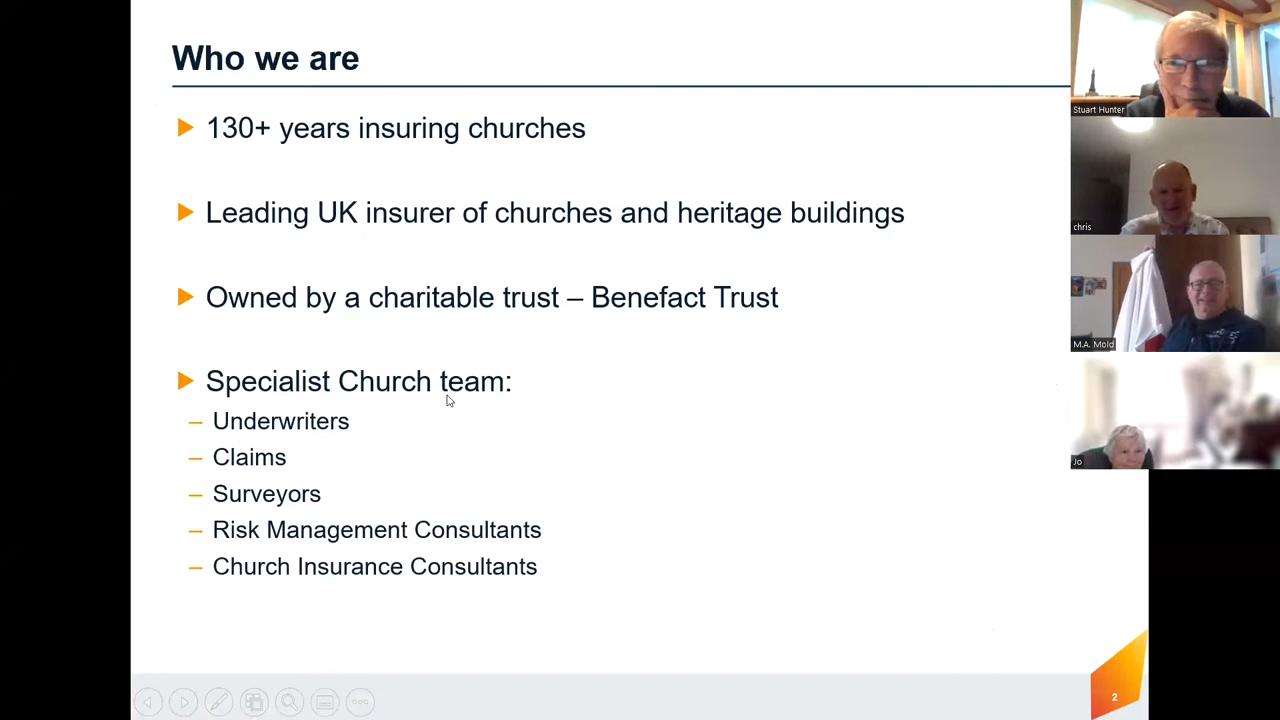 Who we are
130+ years insuring churches
Leading UK insurer of churches and heritage buildings
Owned by a charitable trust – Benefact Trust
Specialist Church team:
– Underwriters
– Claims
– Surveyors
– Risk Management Consultants
– Church Insurance Consultants
2
Stuart Hunter
chris
M.A. Mold
Jo